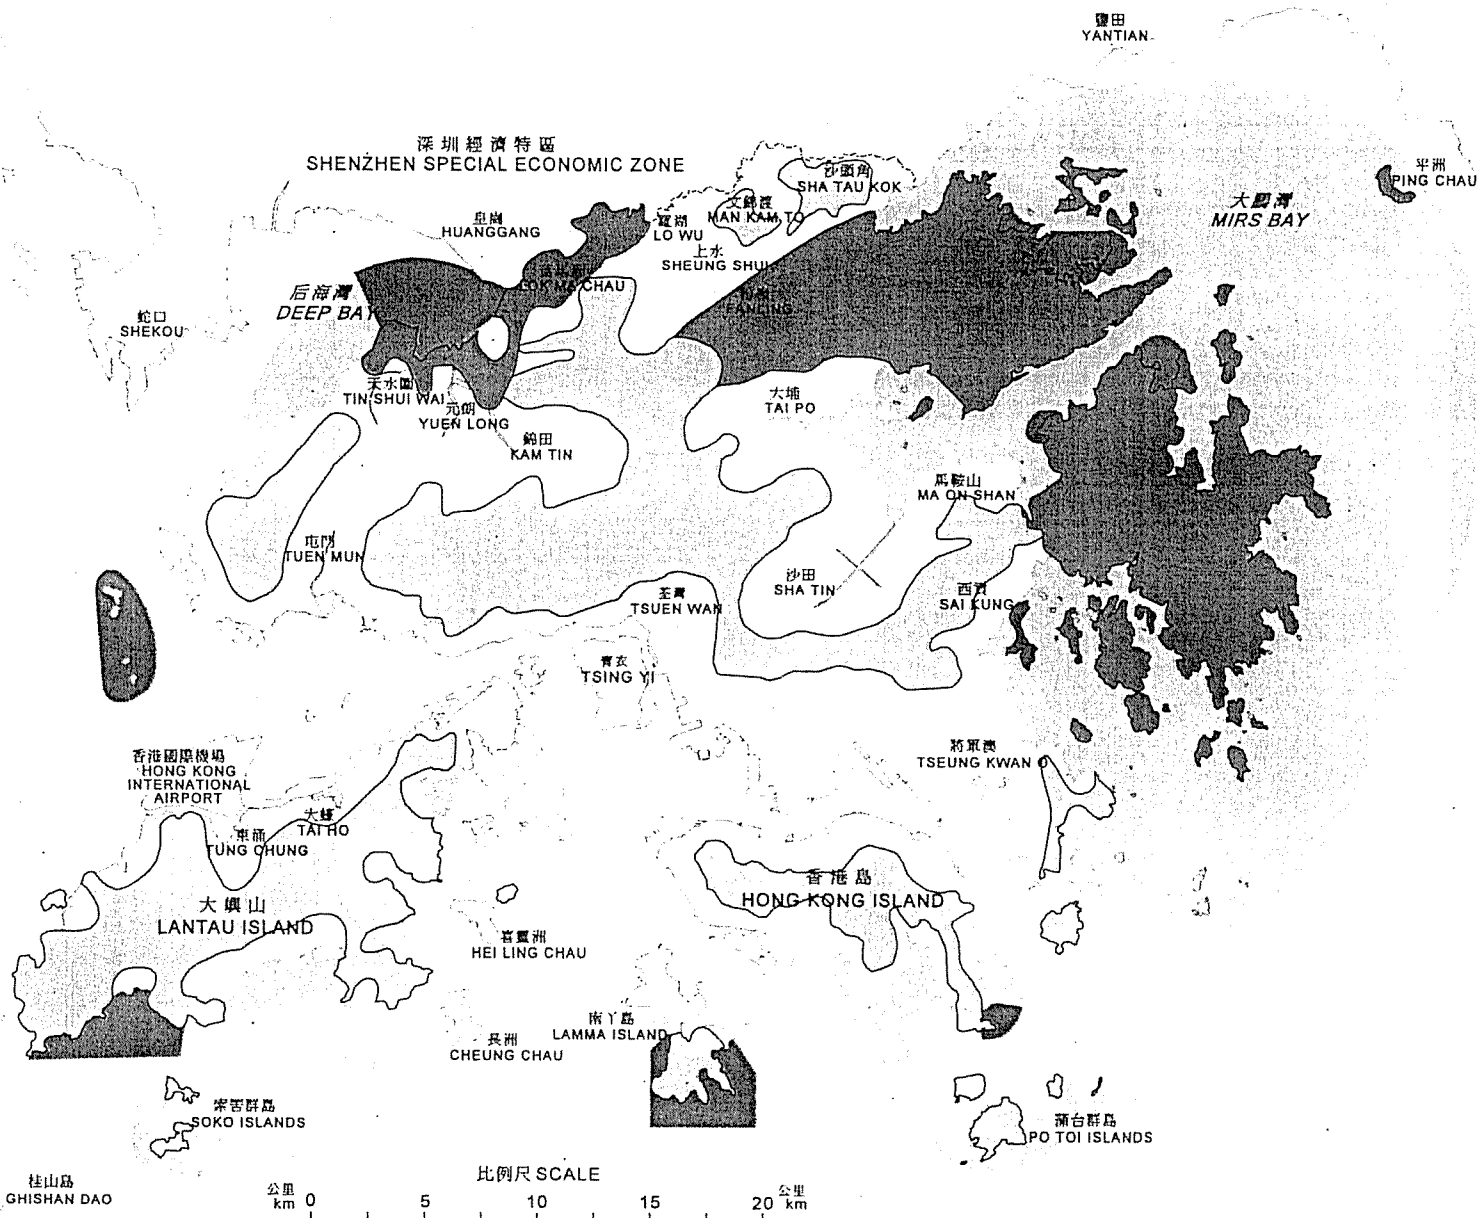 鹽田
YANTIAN
深圳經濟特區
SHENZHEN SPECIAL ECONOMIC ZONE
沙頭角
SHA TAU KOK
平洲
PING CHAU
文錦渡
MAN KAM TO
大鵬灣
MIRS BAY
皇崗
HUANGGANG
羅湖
LO WU
上水
SHEUNG SHUI
LOK MA CHAU
后海灣
DEEP BAY
粉嶺
FANLING
蛇口
SHEKOU
天水圍
TIN SHUI WAI
元朗
YUEN LONG
大埔
TAI PO
錦田
KAM TIN
馬鞍山
MA ON SHAN
屯門
TUEN MUN
沙田
SHA TIN
荃灣
TSUEN WAN
西貢
SAI KUNG
青衣
TSING YI
將軍澳
TSEUNG KWAN O
香港國際機場
HONG KONG
INTERNATIONAL
AIRPORT
大蠔
TAI HO
東涌
TUNG CHUNG
香港島
HONG KONG ISLAND
大嶼山
LANTAU ISLAND
喜靈洲
HEI LING CHAU
南丫島
LAMMA ISLAND
長洲
CHEUNG CHAU
索罟群島
SOKO ISLANDS
蒲台群島
PO TOI ISLANDS
桂山島
GHISHAN DAO
比例尺 SCALE
公里 km 0 5 10 15 20 公里 km